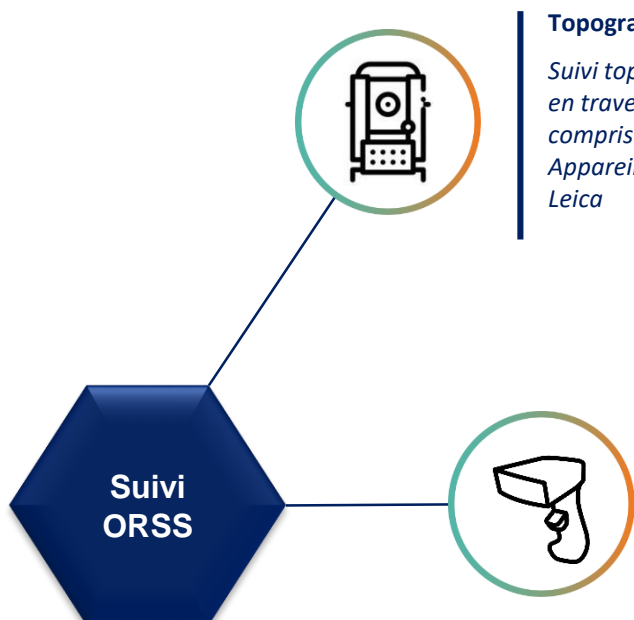 Topogra
Suivi top
en trave
compris
Apparei
Leica
Suivi
ORSS